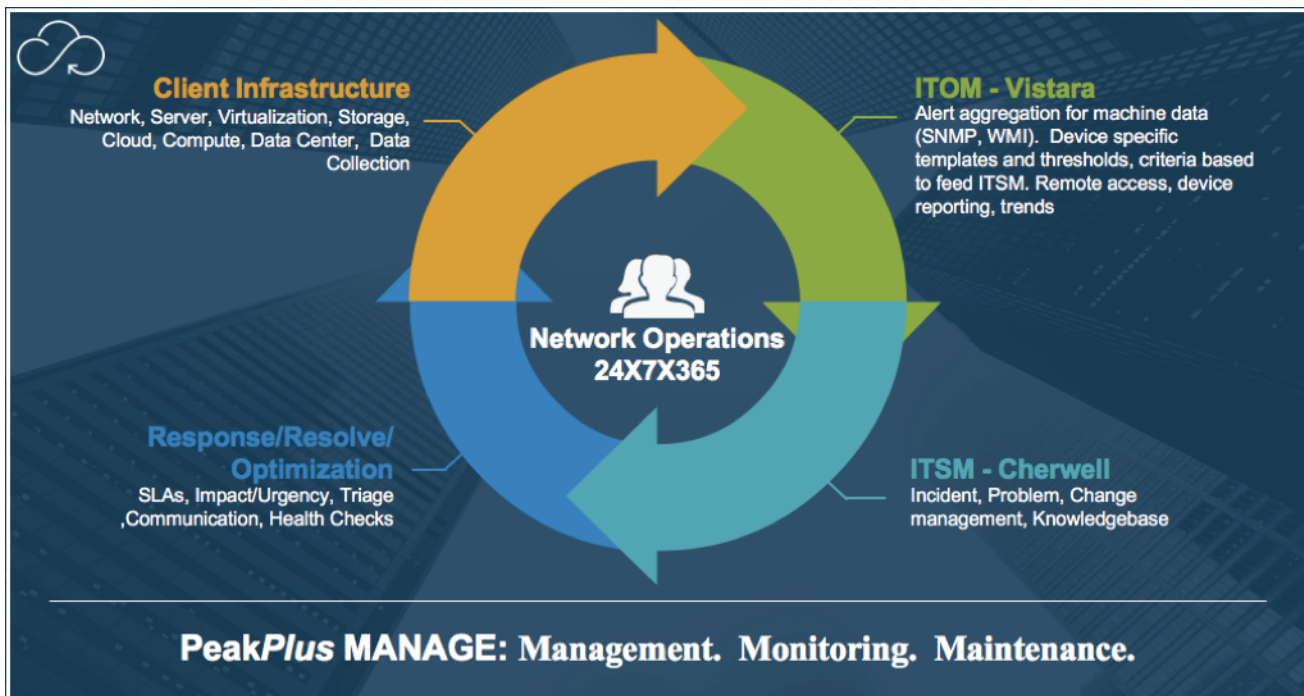 Client Infrastructure
Network, Server, Virtualization, Storage,
Cloud, Compute, Data Center, Data
Collection
ITOM - Vistara
Alert aggregation for machine data
(SNMP, WMI). Device specific
templates and thresholds, criteria based
to feed ITSM. Remote access, device
reporting, trends
Network Operations
24X7X365
Response/Resolve/
Optimization
SLAs, Impact/Urgency, Triage
,Communication, Health Checks
ITSM - Cherwell
Incident, Problem, Change
management, Knowledgebase
PeakPlus MANAGE: Management. Monitoring. Maintenance.